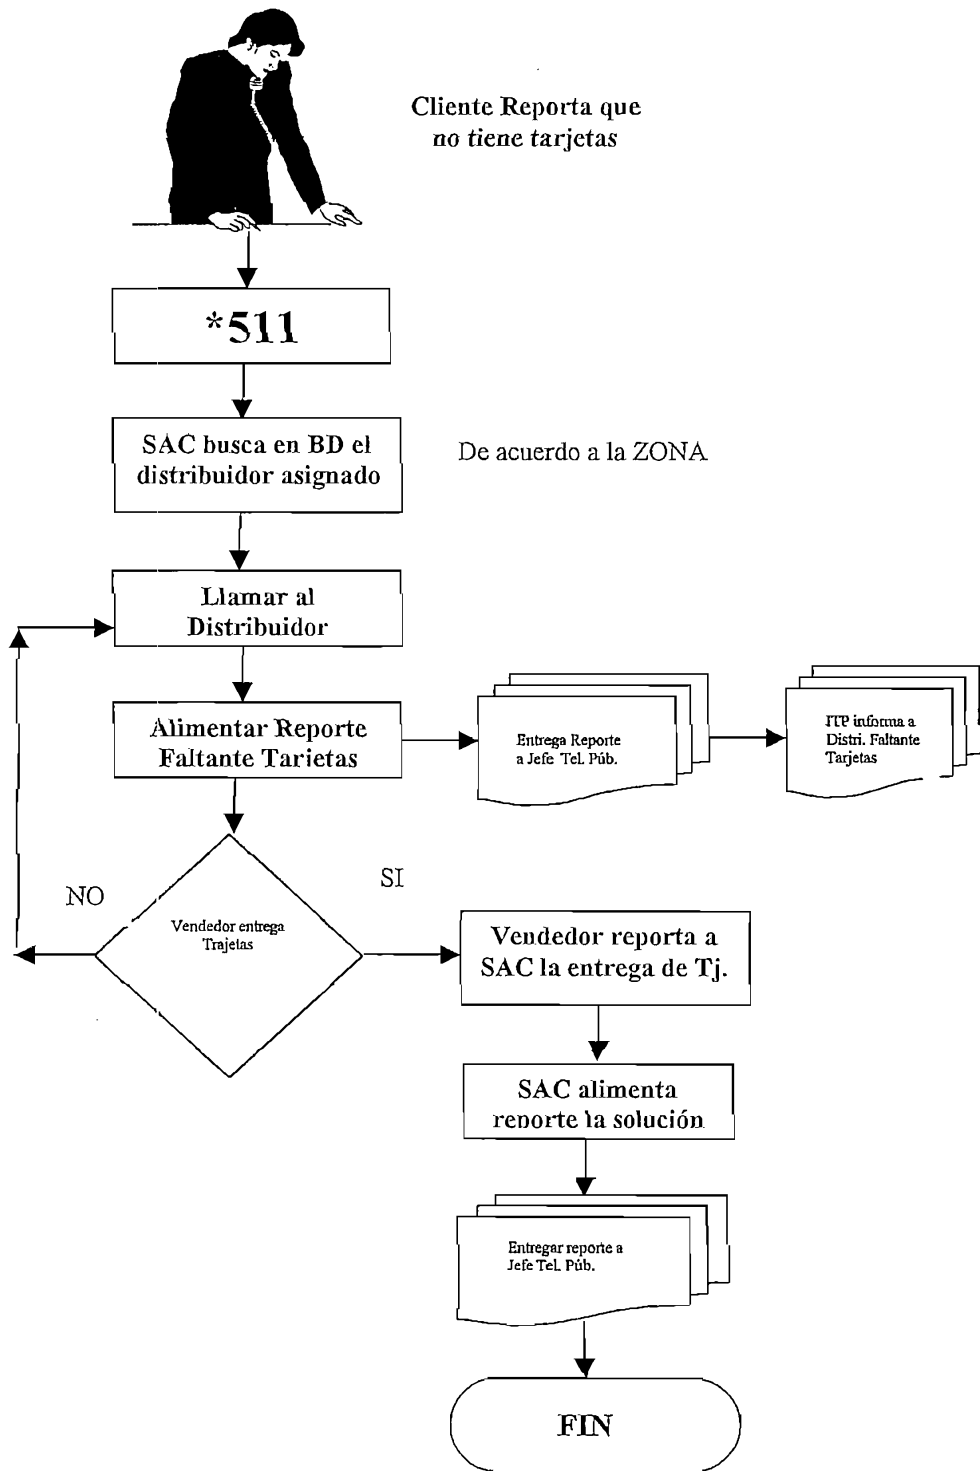 Cliente Reporta que
no tiene tarjetas
*511
SAC busca en BD el
distribuidor asignado
De acuerdo a la ZONA
Llamar al
Distribuidor
Alimentar Reporte
Faltante Tarietas
Entrega Reporte
a Jefe Tel. Púb.
JTP informa a
Distri. Faltante
Tarjetas
NO
SI
Vendedor entrega
Trajetas
Vendedor reporta a
SAC la entrega de Tj.
SAC alimenta
reporte la solución
Entregar reporte a
Jefe Tel. Púb.
FIN